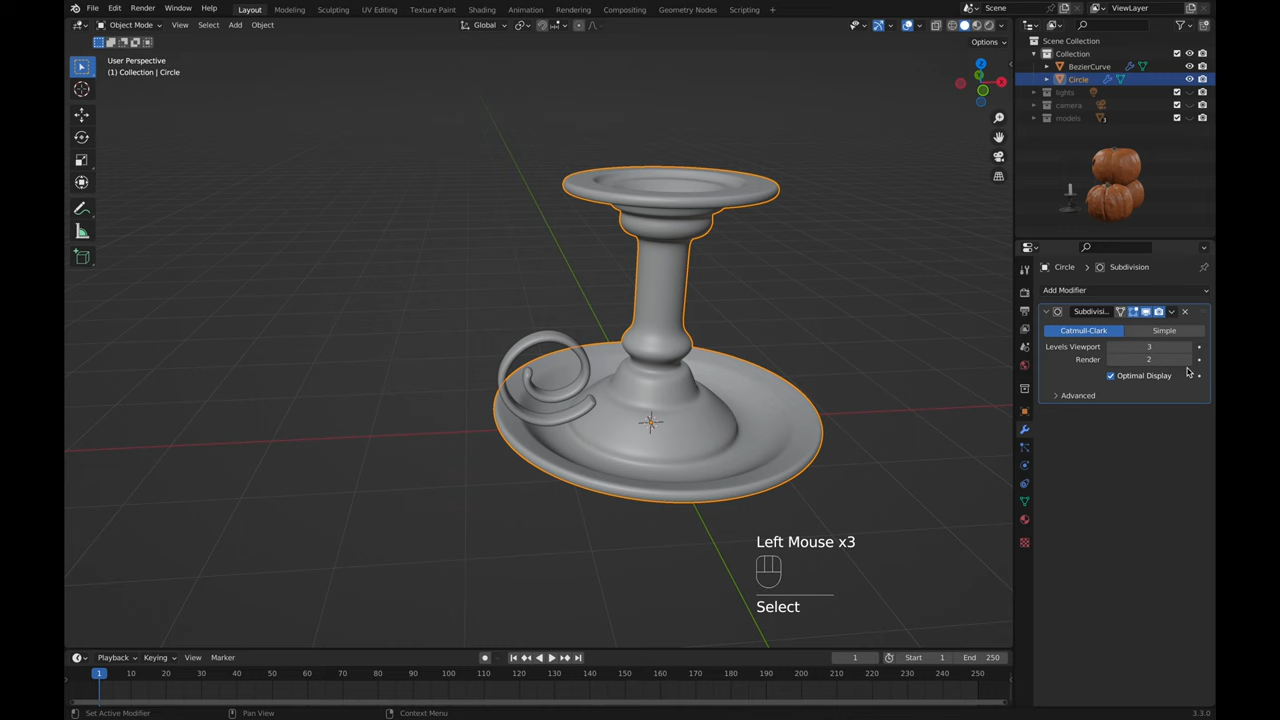 File Edit Render Window Help Layout Modeling Sculpting UV Editing Texture Paint Shading Animation Rendering Compositing Geometry Nodes Scripting + Scene ViewLayer
Object Mode View Select Add Object Global
Options
User Perspective
(1) Collection | Circle
Z
X
Scene Collection
Collection
BezierCurve
Circle
lights
camera
models 3
Circle > Subdivision
Add Modifier
Subdivisi...
Catmull-Clark Simple
Levels Viewport 3
Render 2
Optimal Display
Advanced
Left Mouse x3
Select
Playback Keying View Marker 1 Start 1 End 250
1 10 20 30 40 50 60 70 80 90 100 110 120 130 140 150 160 170 180 190 200 210 220 230 240 250
Set Active Modifier Pan View Context Menu 3.3.0